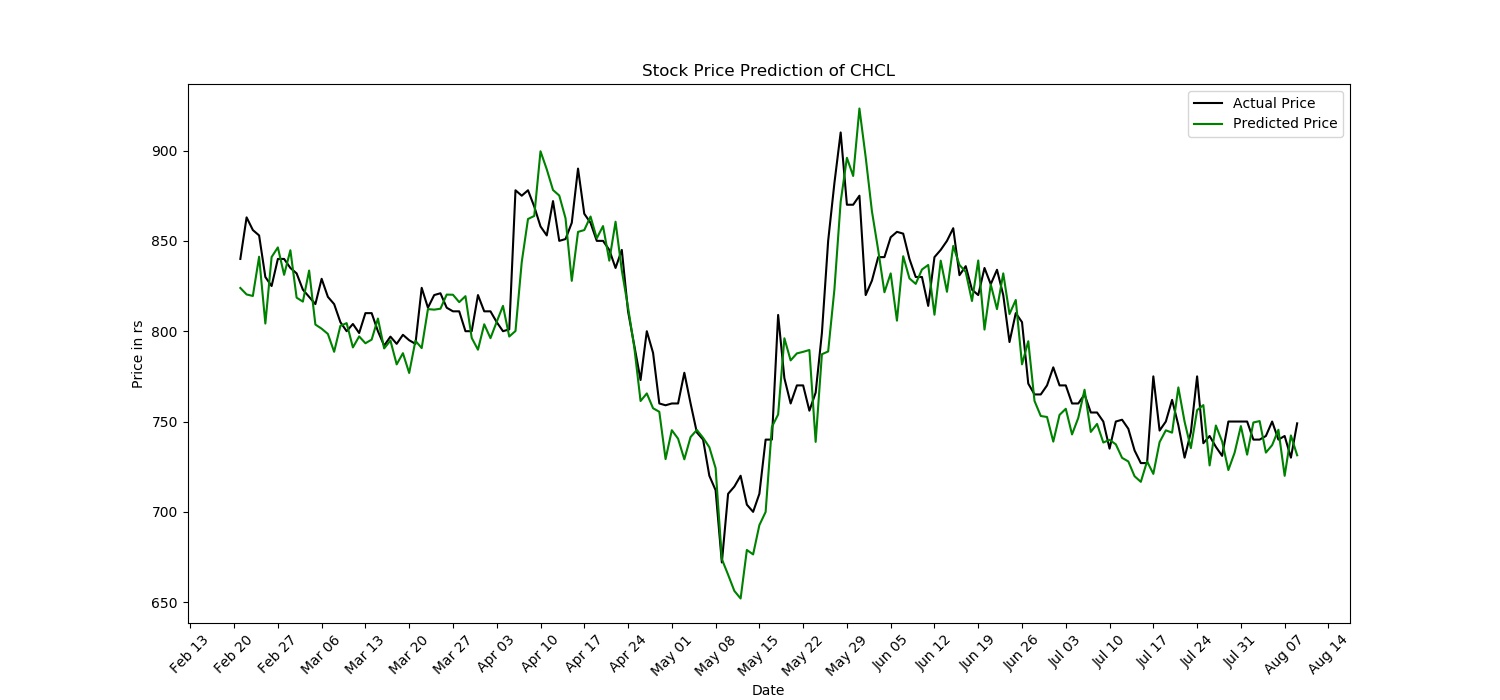 Stock Price Prediction of CHCL
Actual Price
Predicted Price
Price in rs
900
850
800
750
700
650
Feb 13
Feb 20
Feb 27
Mar 06
Mar 13
Mar 20
Mar 27
Apr 03
Apr 10
Apr 17
Apr 24
May 01
May 08
May 15
May 22
May 29
Jun 05
Jun 12
Jun 19
Jun 26
Jul 03
Jul 10
Jul 17
Jul 24
Jul 31
Aug 07
Aug 14
Date